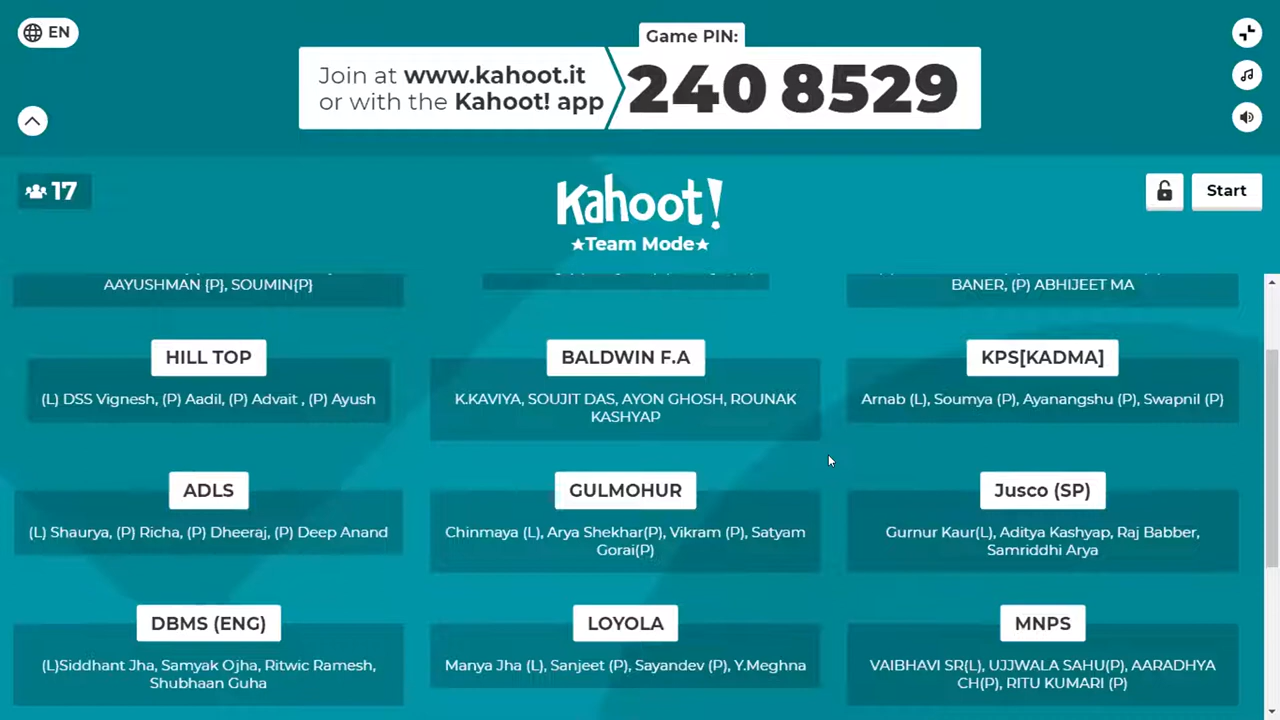 EN
Game PIN:
Join at www.kahoot.it
or with the Kahoot! app
240 8529
17
Kahoot!
Start
★Team Mode★
AAYUSHMAN {P}, SOUMIN{P}
BANER, (P) ABHIJEET MA
HILL TOP
(L) DSS Vignesh, (P) Aadil, (P) Advait , (P) Ayush
BALDWIN F.A
K.KAVIYA, SOUJIT DAS, AYON GHOSH, ROUNAK
KASHYAP
KPS[KADMA]
Arnab (L), Soumya (P), Ayanangshu (P), Swapnil (P)
ADLS
(L) Shaurya, (P) Richa, (P) Dheeraj, (P) Deep Anand
GULMOHUR
Chinmaya (L), Arya Shekhar(P), Vikram (P), Satyam
Gorai(P)
Jusco (SP)
Gurnur Kaur(L), Aditya Kashyap, Raj Babber,
Samriddhi Arya
DBMS (ENG)
(L)Siddhant Jha, Samyak Ojha, Ritwic Ramesh,
Shubhaan Guha
LOYOLA
Manya Jha (L), Sanjeet (P), Sayandev (P), Y.Meghna
MNPS
VAIBHAVI SR(L), UJJWALA SAHU(P), AARADHYA
CH(P), RITU KUMARI (P)